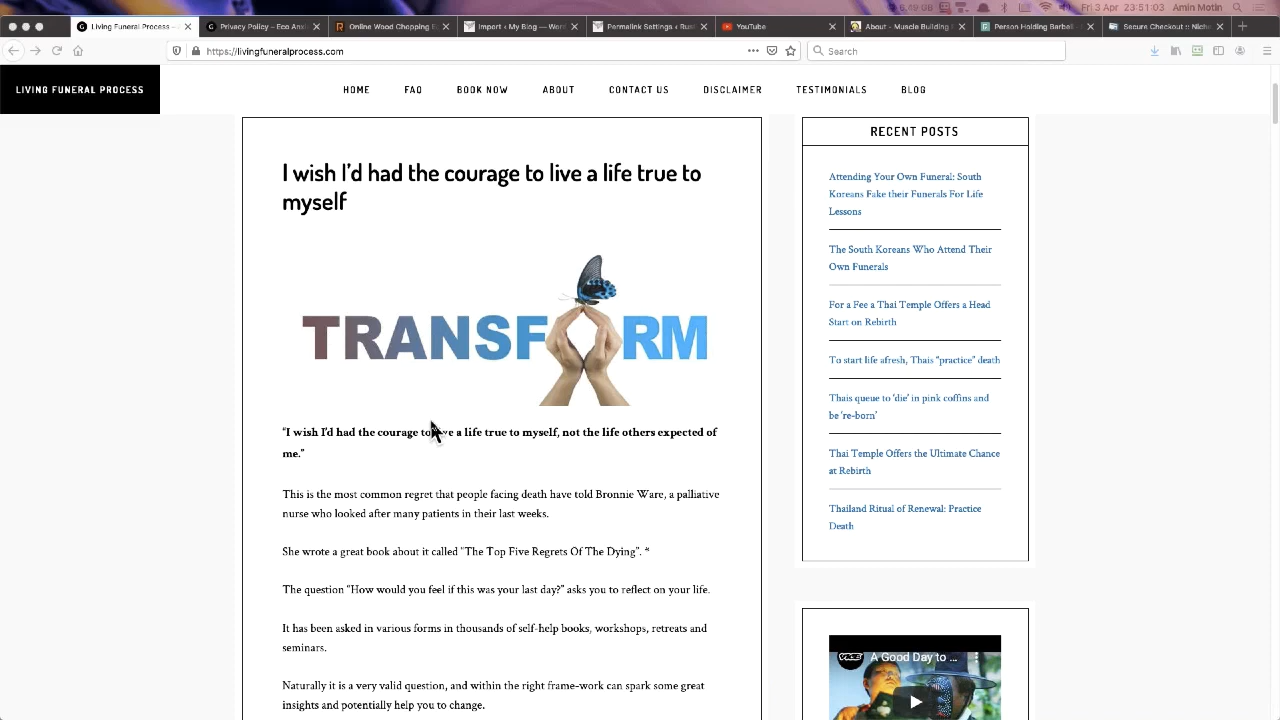 Fri 3 April 23:51:03 Amin Motin
Living Funeral Process –
Privacy Policy – Eco Anxi
Online Wood Chopping B
Import ‹ My Blog — Wor
Permalink Settings ‹ Rus
YouTube
About - Muscle Building
Person Holding Barbell
Secure Checkout :: Nich
https://livingfuneralprocess.com
Search
LIVING FUNERAL PROCESS
HOME FAQ BOOK NOW ABOUT CONTACT US DISCLAIMER TESTIMONIALS BLOG
I wish I’d had the courage to live a life true to
myself
TRANSFORM
“I wish I’d had the courage to live a life true to myself, not the life others expected of
me.”
This is the most common regret that people facing death have told Bronnie Ware, a palliative
nurse who looked after many patients in their last weeks.
She wrote a great book about it called “The Top Five Regrets Of The Dying”. *
The question “How would you feel if this was your last day?” asks you to reflect on your life.
It has been asked in various forms in thousands of self-help books, workshops, retreats and
seminars.
Naturally it is a very valid question, and within the right frame-work can spark some great
insights and potentially help you to change.
RECENT POSTS
Attending Your Own Funeral: South
Koreans Fake their Funerals For Life
Lessons
The South Koreans Who Attend Their
Own Funerals
For a Fee a Thai Temple Offers a Head
Start on Rebirth
To start life afresh, Thais “practice” death
Thais queue to ‘die’ in pink coffins and
be ‘re-born’
Thai Temple Offers the Ultimate Chance
at Rebirth
Thailand Ritual of Renewal: Practice
Death
VICE
A Good Day to ...